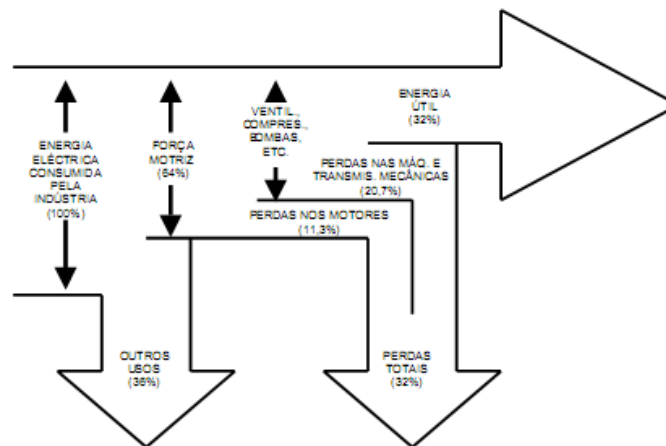 ENERGIA
ELÉCTRICA
CONSUMIDA
PELA
INDÚSTRIA
(100%)
FORÇA
MOTRIZ
(64%)
VENTIL.,
COMPRES.,
BOMBAS,
ETC.
ENERGIA
ÚTIL
(32%)
PERDAS NAS MÁQ. E
TRANSMIS. MECÂNICAS
(20,7%)
PERDAS NOS MOTORES
(11,3%)
OUTROS
USOS
(36%)
PERDAS
TOTAIS
(32%)